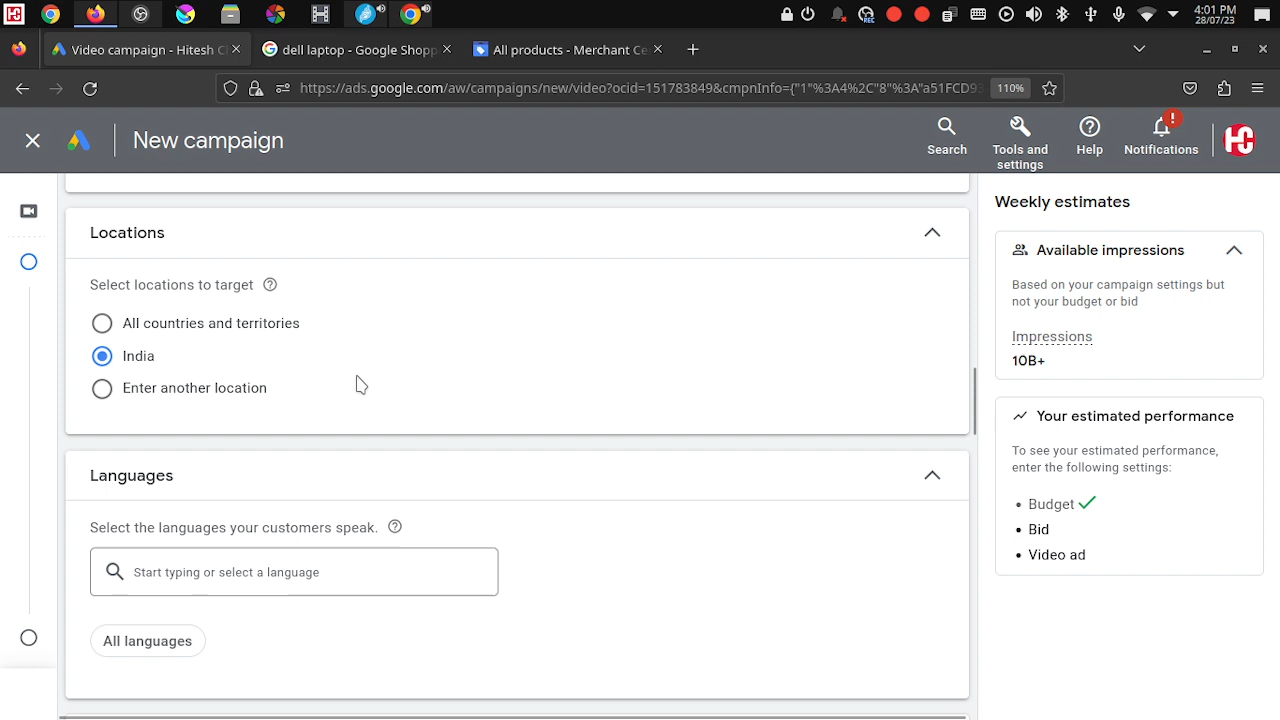 4:01 PM
28/07/23
Video campaign - Hitesh C
dell laptop - Google Shopp
All products - Merchant Ce
https://ads.google.com/aw/campaigns/new/video?ocid=151783849&cmpnInfo={"1"%3A4%2C"8"%3A"a51FCD93
110%
New campaign
Search
Tools and
settings
Help
Notifications
Locations
Select locations to target
All countries and territories
India
Enter another location
Languages
Select the languages your customers speak.
Start typing or select a language
All languages
Weekly estimates
Available impressions
Based on your campaign settings but
not your budget or bid
Impressions
10B+
Your estimated performance
To see your estimated performance,
enter the following settings:
• Budget
• Bid
• Video ad